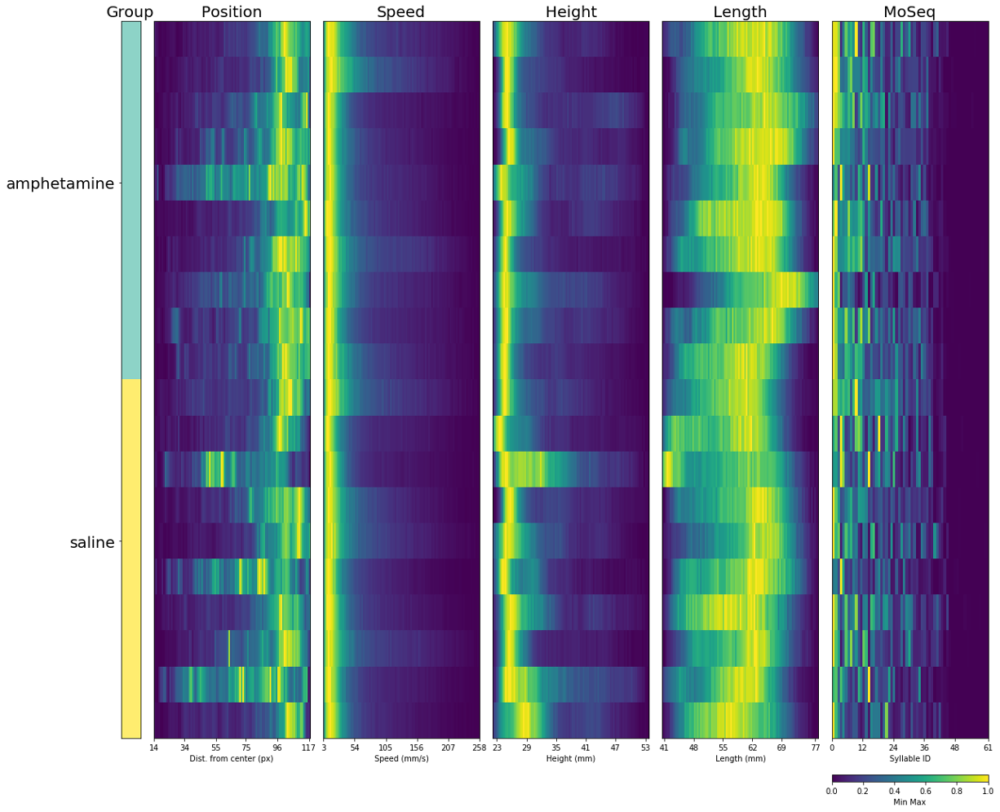 Group Position Speed Height Length MoSeq
amphetamine
saline
14 34 55 75 96 117 3 54 105 156 207 258 23 29 35 41 47 53 41 48 55 62 69 77 0 12 24 36 48 61
Dist. from center (px) Speed (mm/s) Height (mm) Length (mm) Syllable ID
0.0 0.2 0.4 0.6 0.8 1.0
Min Max